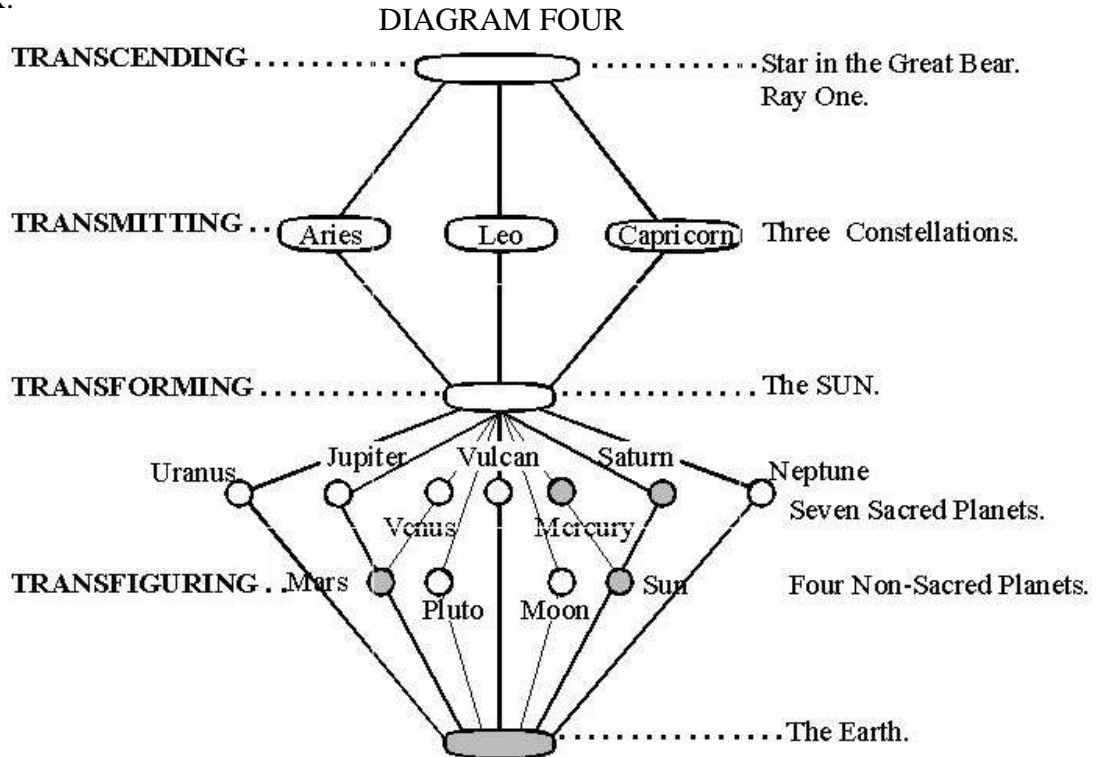 DIAGRAM FOUR
TRANSCENDING . . . . . . . . . . . . . . . . . . . . Star in the Great Bear.
Ray One.
TRANSMITTING . . Aries Leo Capricorn Three Constellations.
TRANSFORMING . . . . . . . . . . . . . . . . . . . . The SUN.
Jupiter Vulcan Saturn
Uranus Neptune
Seven Sacred Planets.
Venus Mercury
TRANSFIGURING . . Mars Sun Four Non-Sacred Planets.
Pluto Moon
. . . . . . . . . . . . . . . The Earth.